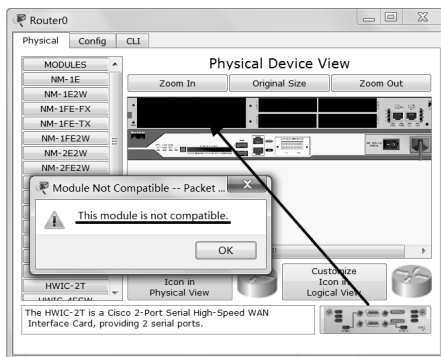 Router0
Physical Config CLI
MODULES
NM-1E
NM-1E2W
NM-1FE-FX
NM-1FE-TX
NM-1FE2W
NM-2E2W
NM-2FE2W
Physical Device View
Zoom In Original Size Zoom Out
Module Not Compatible -- Packet ...
This module is not compatible.
OK
HWIC-2T
HWIC-4ESW
Icon in
Physical View
Customize
Icon in
Logical View
The HWIC-2T is a Cisco 2-Port Serial High-Speed WAN
Interface Card, providing 2 serial ports.